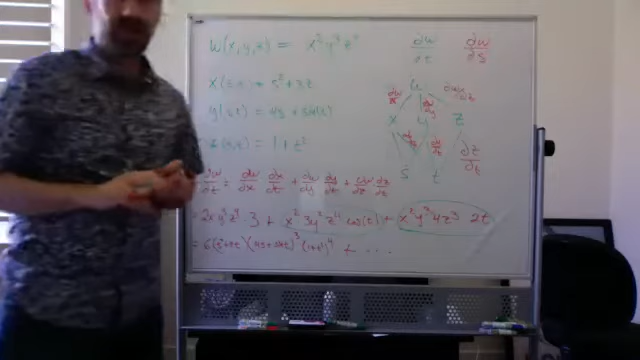 W(x,y,z) = x²y³z⁴ ∂w/∂t ∂w/∂s
x(s,t) = s²+3t
y(s,t) = 4s + sin(t)
z(s,t) = 1 + t²
x y z
∂z/∂t
s t
∂w/∂t = ∂w/∂x ∂x/∂t + ∂w/∂y ∂y/∂t + ∂w/∂z ∂z/∂t
= 2xy³z⁴ · 3 + x² 3y² z⁴ cos(t) + x²y³4z³ 2t
= 6(s²+3t)(4s+sin t)³(1+t²)⁴ + ...